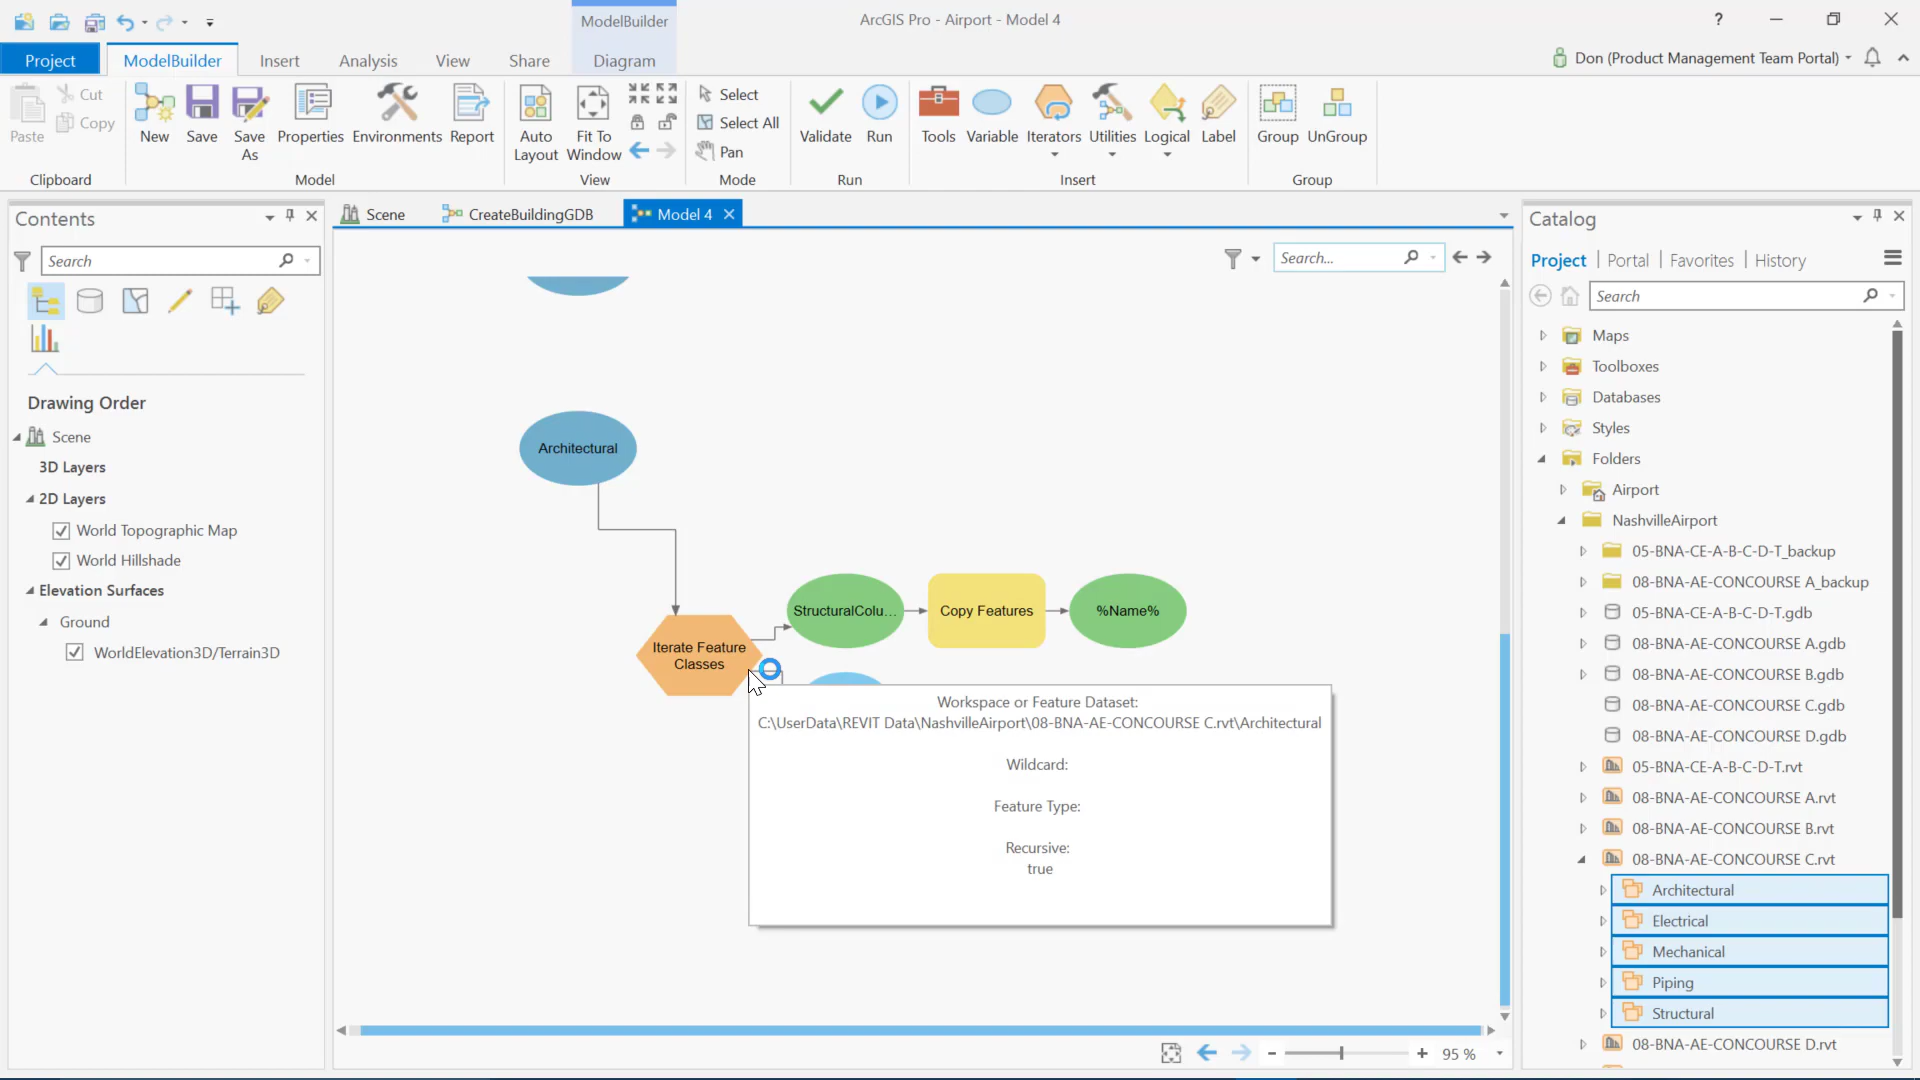 ModelBuilder
ArcGIS Pro - Airport - Model 4
?
Project
ModelBuilder
Insert
Analysis
View
Share
Diagram
Don (Product Management Team Portal)
Paste
Cut
Copy
Clipboard
New
Save
Save As
Properties
Environments
Report
Model
Auto Layout
Fit To Window
View
Select
Select All
Pan
Mode
Validate
Run
Run
Tools
Variable
Iterators
Utilities
Logical
Label
Insert
Group
UnGroup
Group
Contents
Search
Drawing Order
Scene
3D Layers
2D Layers
World Topographic Map
World Hillshade
Elevation Surfaces
Ground
WorldElevation3D/Terrain3D
Scene
CreateBuildingGDB
Model 4
Search...
Architectural
Iterate Feature
Classes
StructuralColu...
Copy Features
%Name%
Workspace or Feature Dataset:
C:\UserData\REVIT Data\NashvilleAirport\08-BNA-AE-CONCOURSE C.rvt\Architectural
Wildcard:
Feature Type:
Recursive:
true
95 %
Catalog
Project
Portal
Favorites
History
Search
Maps
Toolboxes
Databases
Styles
Folders
Airport
NashvilleAirport
05-BNA-CE-A-B-C-D-T_backup
08-BNA-AE-CONCOURSE A_backup
05-BNA-CE-A-B-C-D-T.gdb
08-BNA-AE-CONCOURSE A.gdb
08-BNA-AE-CONCOURSE B.gdb
08-BNA-AE-CONCOURSE C.gdb
08-BNA-AE-CONCOURSE D.gdb
05-BNA-CE-A-B-C-D-T.rvt
08-BNA-AE-CONCOURSE A.rvt
08-BNA-AE-CONCOURSE B.rvt
08-BNA-AE-CONCOURSE C.rvt
Architectural
Electrical
Mechanical
Piping
Structural
08-BNA-AE-CONCOURSE D.rvt